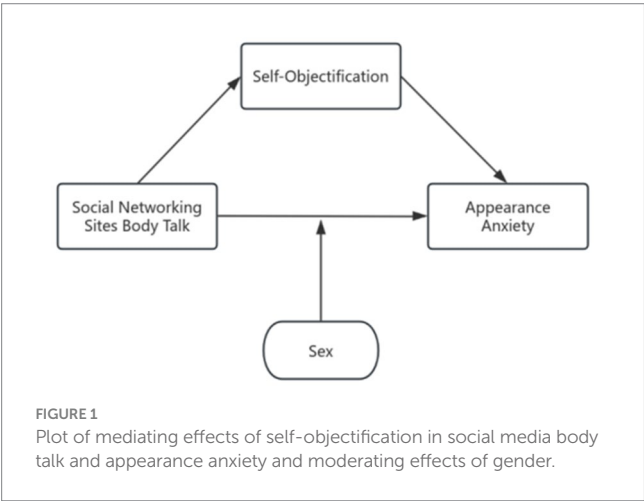 Self-Objectification
Social Networking
Sites Body Talk
Appearance
Anxiety
Sex
FIGURE 1
Plot of mediating effects of self-objectification in social media body
talk and appearance anxiety and moderating effects of gender.